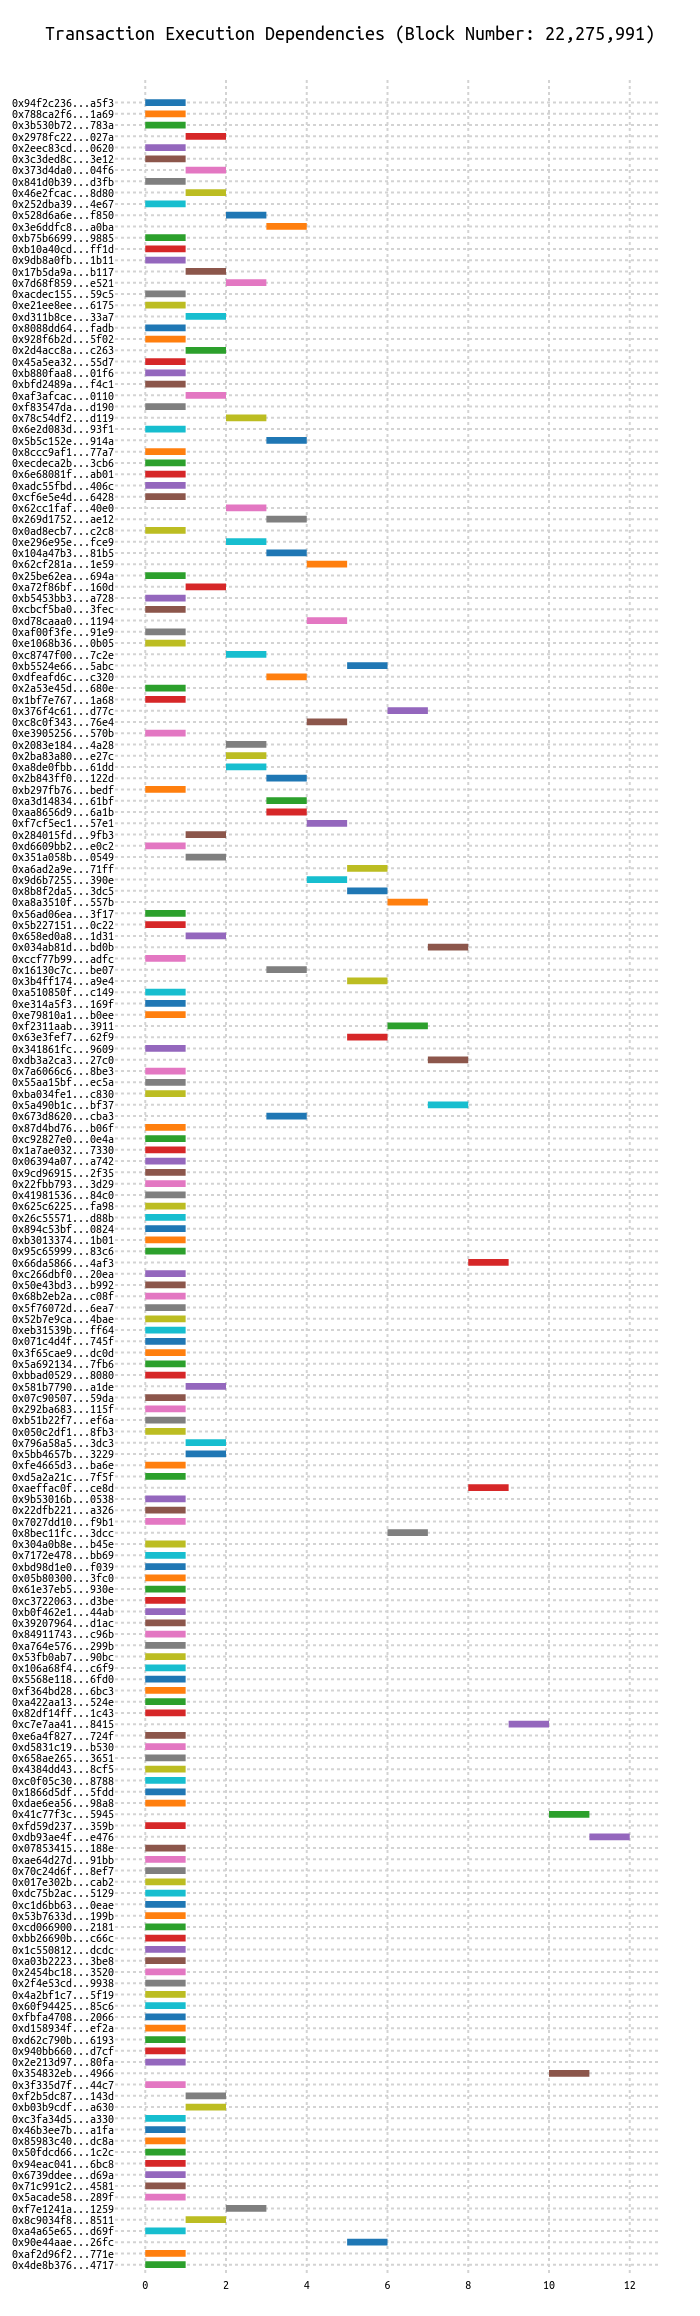 Transaction Execution Dependencies (Block Number: 22,275,991)
0x94f2c236...a5f3
0x788ca2f6...1a69
0x3b530b72...783a
0x2978fc22...027a
0x2eec83cd...0620
0x3c3ded8c...3e12
0x373d4da0...04f6
0x841d0b39...d3fb
0x46e2fcac...8d80
0x252dba39...4e67
0x528d6a6e...f850
0x3e6ddfc8...a0ba
0xb75b6699...9885
0xb10a40cd...ff1d
0x9db8a0fb...1b11
0x17b5da9a...b117
0x7d68f859...e521
0xacdec155...59c5
0xe21ee8ee...6175
0xd311b8ce...33a7
0x8088dd64...fadb
0x928f6b2d...5f02
0x2d4acc8a...c263
0x45a5ea32...55d7
0xb880faa8...01f6
0xbfd2489a...f4c1
0xaf3afcac...0110
0xf83547da...d190
0x78c54df2...d119
0x6e2d083d...93f1
0x5b5c152e...914a
0x8ccc9af1...77a7
0xecdeca2b...3cb6
0x6e68081f...ab01
0xadc55fbd...406c
0xcf6e5e4d...6428
0x62cc1faf...40e0
0x269d1752...ae12
0x0ad8ecb7...c2c8
0xe296e95e...fce9
0x104a47b3...81b5
0x62cf281a...1e59
0x25be62ea...694a
0xa72f86bf...160d
0xb5453bb3...a728
0xcbcf5ba0...3fec
0xd78caaa0...1194
0xaf00f3fe...91e9
0xe1068b36...0b05
0xc8747f00...7c2e
0xb5524e66...5abc
0xdfeafd6c...c320
0x2a53e45d...680e
0x1bf7e767...1a68
0x376f4c61...d77c
0xc8c0f343...76e4
0xe3905256...570b
0x2083e184...4a28
0x2ba83a80...e27c
0xa8de0fbb...61dd
0x2b843ff0...122d
0xb297fb76...bedf
0xa3d14834...61bf
0xaa8656d9...6a1b
0xf7cf5ec1...57e1
0x284015fd...9fb3
0xd6609bb2...e0c2
0x351a058b...0549
0xa6ad2a9e...71ff
0x9d6b7255...390e
0x8b8f2da5...3dc5
0xa8a3510f...557b
0x56ad06ea...3f17
0x5b227151...0c22
0x658ed0a8...1d31
0x034ab81d...bd0b
0xccf77b99...adfc
0x16130c7c...be07
0x3b4ff174...a9e4
0xa510850f...c149
0xe314a5f3...169f
0xe79810a1...b0ee
0xf2311aab...3911
0x63e3fef7...62f9
0x341861fc...9609
0xdb3a2ca3...27c0
0x7a6066c6...8be3
0x55aa15bf...ec5a
0xba034fe1...c830
0x5a490b1c...bf37
0x673d8620...cba3
0x87d4bd76...b06f
0xc92827e0...0e4a
0x1a7ae032...7330
0x06394a07...a742
0x9cd96915...2f35
0x22fbb793...3d29
0x41981536...84c0
0x625c6225...fa98
0x26c55571...d88b
0x894c53bf...0824
0xb3013374...1b01
0x95c65999...83c6
0x66da5866...4af3
0xc266dbf0...20ea
0x50e43bd3...b992
0x68b2eb2a...c08f
0x5f76072d...6ea7
0x52b7e9ca...4bae
0xeb31539b...ff64
0x071c4d4f...745f
0x3f65cae9...dc0d
0x5a692134...7fb6
0xbbad0529...8080
0x581b7790...a1de
0x07c90507...59da
0x292ba683...115f
0xb51b22f7...ef6a
0x050c2df1...8fb3
0x796a58a5...3dc3
0x5bb4657b...3229
0xfe4665d3...ba6e
0xd5a2a21c...7f5f
0xaeffac0f...ce8d
0x9b53016b...0538
0x22dfb221...a326
0x7027dd10...f9b1
0x8bec11fc...3dcc
0x304a0b8e...b45e
0x7172e478...bb69
0xbd98d1e0...f039
0x05b80300...3fc0
0x61e37eb5...930e
0xc3722063...d3be
0xb0f462e1...44ab
0x39207964...d1ac
0x84911743...c96b
0xa764e576...299b
0x53fb0ab7...90bc
0x106a68f4...c6f9
0x5568e118...6fd0
0xf364bd28...6bc3
0xa422aa13...524e
0x82df14ff...1c43
0xc7e7aa41...8415
0xe6a4f827...724f
0xd5831c19...b530
0x658ae265...3651
0x4384dd43...8cf5
0xc0f05c30...8788
0x1866d5df...5fdd
0xdae6ea56...98a8
0x41c77f3c...5945
0xfd59d237...359b
0xdb93ae4f...e476
0x07853415...188e
0xae64d27d...91bb
0x70c24d6f...8ef7
0x017e302b...cab2
0xdc75b2ac...5129
0xc1d6bb63...0eae
0x53b7633d...199b
0xcd066900...2181
0xbb26690b...c66c
0x1c550812...dcdc
0xa03b2223...3be8
0x2454bc18...3520
0x2f4e53cd...9938
0x4a2bf1c7...5f19
0x60f94425...85c6
0xfbfa4708...2066
0xd158934f...ef2a
0xd62c790b...6193
0x940bb660...d7cf
0x2e213d97...80fa
0x354832eb...4966
0x3f335d7f...44c7
0xf2b5dc87...143d
0xb03b9cdf...a630
0xc3fa34d5...a330
0x46b3ee7b...a1fa
0x85983c40...dc8a
0x50fdcd66...1c2c
0x94eac041...6bc8
0x6739ddee...d69a
0x71c991c2...4581
0x5acade58...289f
0xf7e1241a...1259
0x8c9034f8...8511
0xa4a65e65...d69f
0x90e44aae...26fc
0xaf2d96f2...771e
0x4de8b376...4717
0 2 4 6 8 10 12